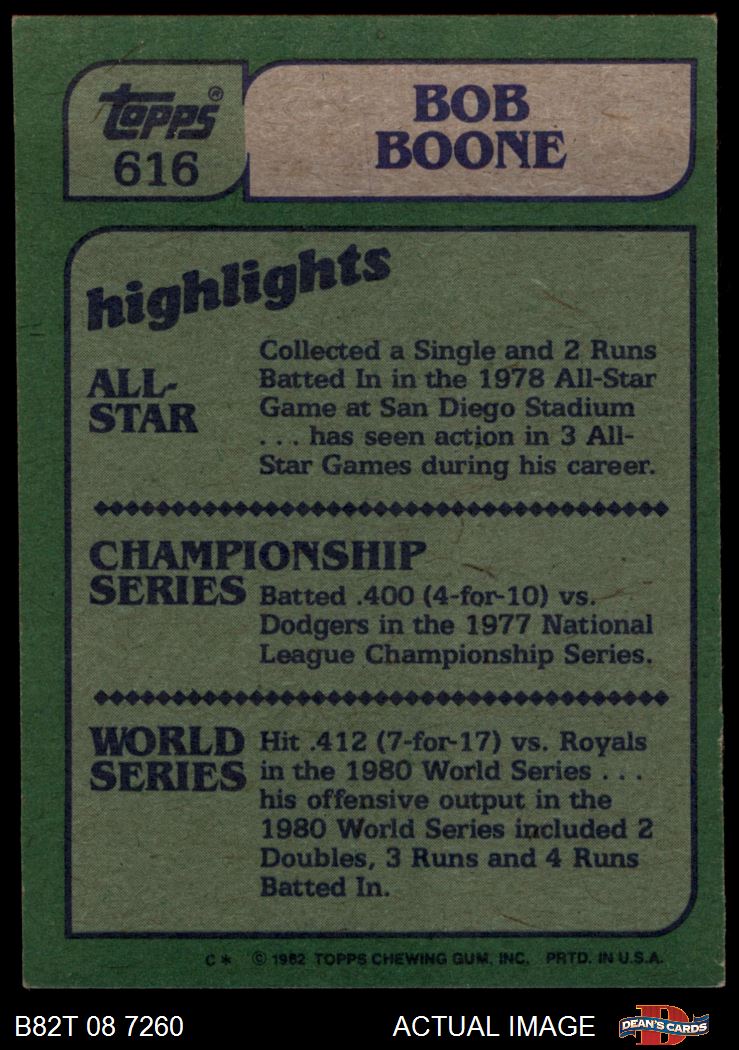 Topps®
616
BOB
BOONE
highlights
ALL-
STAR
Collected a Single and 2 Runs
Batted In in the 1978 All-Star
Game at San Diego Stadium
. . . has seen action in 3 All-
Star Games during his career.
CHAMPIONSHIP
SERIES
Batted .400 (4-for-10) vs.
Dodgers in the 1977 National
League Championship Series.
WORLD
SERIES
Hit .412 (7-for-17) vs. Royals
in the 1980 World Series . . .
his offensive output in the
1980 World Series included 2
Doubles, 3 Runs and 4 Runs
Batted In.
C* © 1982 TOPPS CHEWING GUM, INC. PRTD. IN U.S.A.
B82T 08 7260
ACTUAL IMAGE
D
DEAN'S CARDS